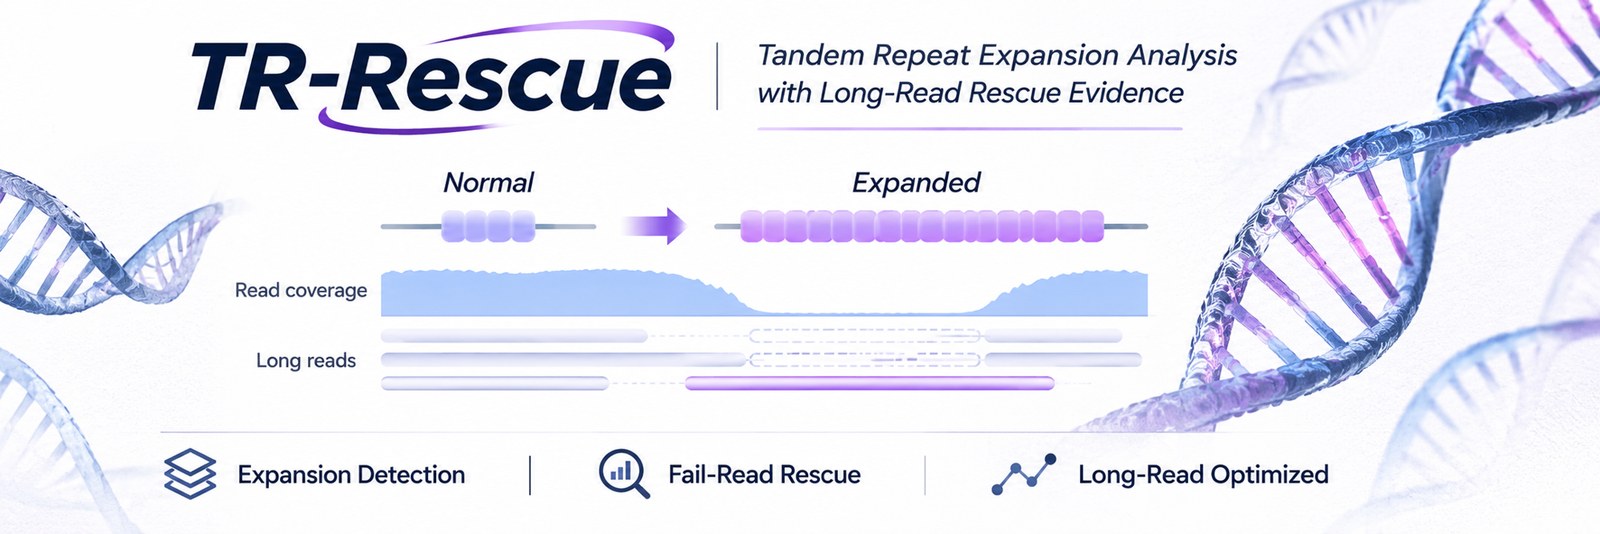 TR-Rescue
Tandem Repeat Expansion Analysis
with Long-Read Rescue Evidence
Normal
Expanded
Read coverage
Long reads
Expansion Detection
Fail-Read Rescue
Long-Read Optimized